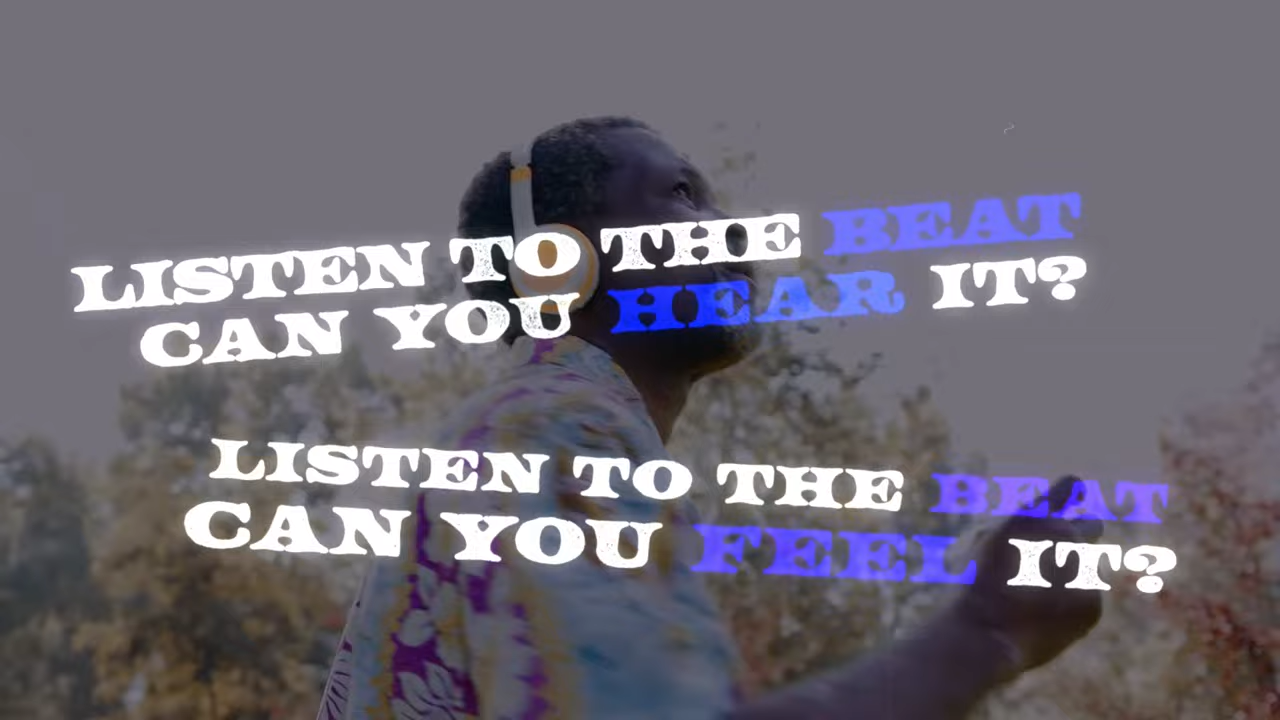 LISTEN TO THE BEAT
CAN YOU HEAR IT?
LISTEN TO THE BEAT
CAN YOU FEEL IT?